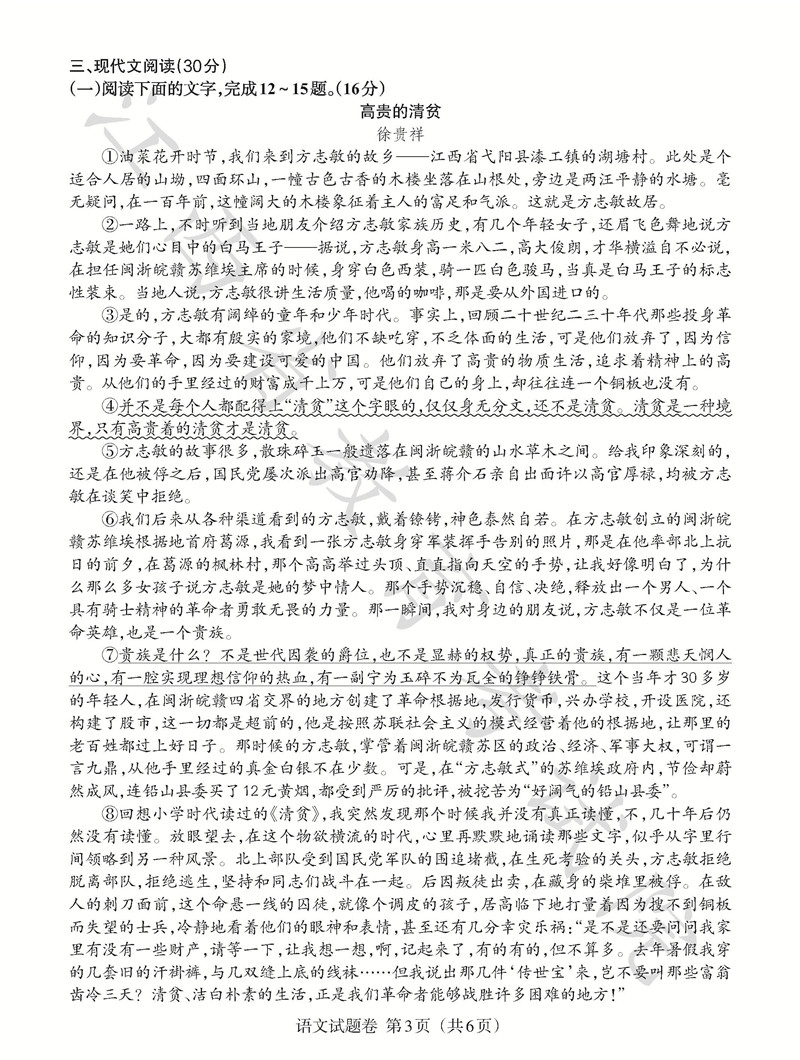 三、现代文阅读(30分)
(一)阅读下面的文字,完成12~15题。(16分)
高贵的清贫
徐贵祥
①油菜花开时节,我们来到方志敏的故乡——江西省弋阳县漆工镇的湖塘村。此处是个
适合人居的山坳,四面环山,一幢古色古香的木楼坐落在山根处,旁边是两汪平静的水塘。毫
无疑问,在一百年前,这幢阔大的木楼象征着主人的富足和气派。这就是方志敏故居。
②一路上,不时听到当地朋友介绍方志敏家族历史,有几个年轻女子,还眉飞色舞地说方
志敏是她们心目中的白马王子——据说,方志敏身高一米八二,高大俊朗,才华横溢自不必说,
在担任闽浙皖赣苏维埃主席的时候,身穿白色西装,骑一匹白色骏马,当真是白马王子的标志
性装束。当地人说,方志敏很讲生活质量,他喝的咖啡,那是要从外国进口的。
③是的,方志敏有阔绰的童年和少年时代。事实上,回顾二十世纪二三十年代那些投身革
命的知识分子,大都有殷实的家境,他们不缺吃穿,不乏体面的生活,可是他们放弃了,因为信
仰,因为要革命,因为要建设可爱的中国。他们放弃了高贵的物质生活,追求着精神上的高
贵。从他们的手里经过的财富成千上万,可是他们自己的身上,却往往连一个铜板也没有。
④并不是每个人都配得上“清贫”这个字眼的,仅仅身无分文,还不是清贫。清贫是一种境
界,只有高贵着的清贫才是清贫。
⑤方志敏的故事很多,散珠碎玉一般遗落在闽浙皖赣的山水草木之间。给我印象深刻的,
还是在他被俘之后,国民党屡次派出高官劝降,甚至蒋介石亲自出面许以高官厚禄,均被方志
敏在谈笑中拒绝。
⑥我们后来从各种渠道看到的方志敏,戴着镣铐,神色泰然自若。在方志敏创立的闽浙皖
赣苏维埃根据地首府葛源,我看到一张方志敏身穿军装挥手告别的照片,那是在他率部北上抗
日的前夕,在葛源的枫林村,那个高高举过头顶、直直指向天空的手势,让我好像明白了,为什
么那么多女孩子说方志敏是她的梦中情人。那个手势沉稳、自信、决绝,释放出一个男人、一个
具有骑士精神的革命者勇敢无畏的力量。那一瞬间,我对身边的朋友说,方志敏不仅是一位革
命英雄,也是一个贵族。
⑦贵族是什么?不是世代因袭的爵位,也不是显赫的权势,真正的贵族,有一颗悲天悯人
的心,有一腔实现理想信仰的热血,有一副宁为玉碎不为瓦全的铮铮铁骨。这个当年才30多岁
的年轻人,在闽浙皖赣四省交界的地方创建了革命根据地,发行货币,兴办学校,开设医院,还
构建了股市,这一切都是超前的,他是按照苏联社会主义的模式经营着他的根据地,让那里的
老百姓都过上好日子。那时候的方志敏,掌管着闽浙皖赣苏区的政治、经济、军事大权,可谓一
言九鼎,从他手里经过的真金白银不在少数。可是,在“方志敏式”的苏维埃政府内,节俭却蔚
然成风,连铅山县委买了12元黄烟,都受到严厉的批评,被挖苦为“好阔气的铅山县委”。
⑧回想小学时代读过的《清贫》,我突然发现那个时候我并没有真正读懂,不,几十年后仍
然没有读懂。放眼望去,在这个物欲横流的时代,心里再默默地诵读那些文字,似乎从字里行
间领略到另一种风景。北上部队受到国民党军队的围追堵截,在生死考验的关头,方志敏拒绝
脱离部队,拒绝逃生,坚持和同志们战斗在一起。后因叛徒出卖,在藏身的柴堆里被俘。在敌
人的刺刀面前,这个命悬一线的囚徒,就像个调皮的孩子,居高临下地打量着因为搜不到铜板
而失望的士兵,冷静地看着他们的眼神和表情,甚至还有几分幸灾乐祸:“是不是还要问问我家
里有没有一些财产,请等一下,让我想一想,啊,记起来了,有的有的,但不算多。去年暑假我穿
的几套旧的汗褂裤,与几双缝上底的线袜……但我说出那几件‘传世宝’来,岂不要叫那些富翁
齿冷三天?清贫、洁白朴素的生活,正是我们革命者能够战胜许多困难的地方!”
语文试题卷 第3页(共6页)
江西省教育考试院